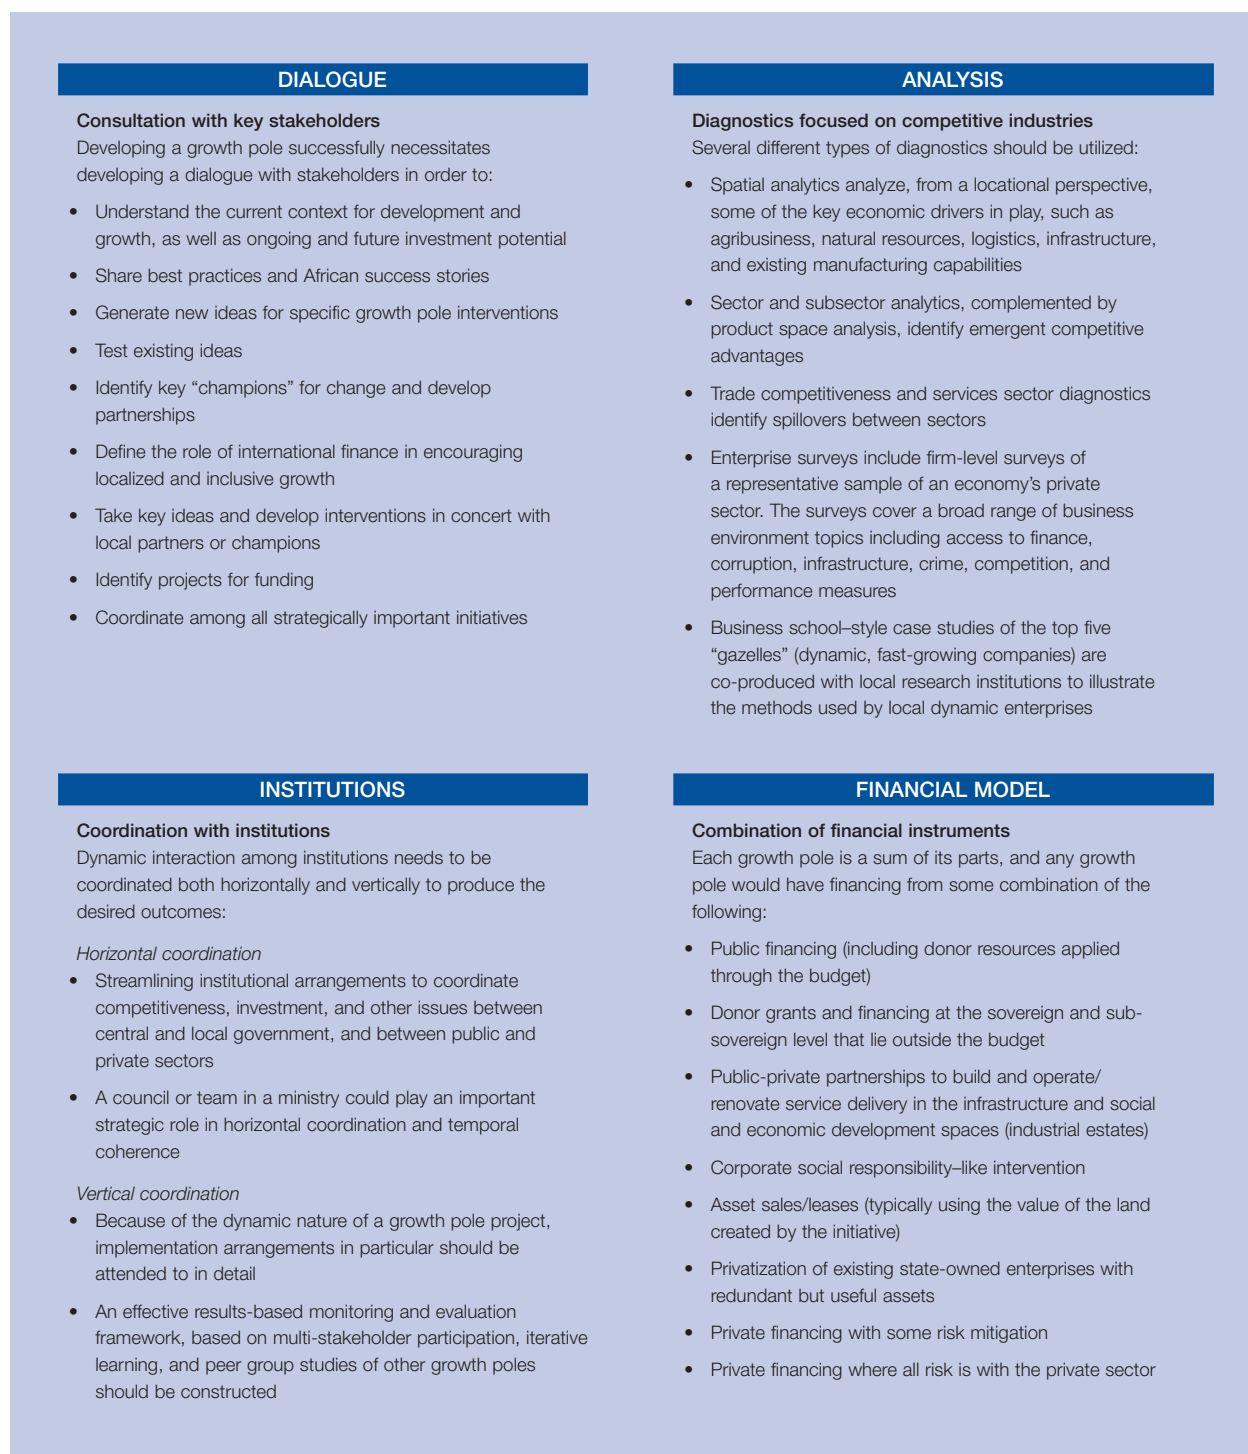 DIALOGUE
Consultation with key stakeholders
Developing a growth pole successfully necessitates
developing a dialogue with stakeholders in order to:
• Understand the current context for development and
growth, as well as ongoing and future investment potential
• Share best practices and African success stories
• Generate new ideas for specific growth pole interventions
• Test existing ideas
• Identify key “champions” for change and develop
partnerships
• Define the role of international finance in encouraging
localized and inclusive growth
• Take key ideas and develop interventions in concert with
local partners or champions
• Identify projects for funding
• Coordinate among all strategically important initiatives
ANALYSIS
Diagnostics focused on competitive industries
Several different types of diagnostics should be utilized:
• Spatial analytics analyze, from a locational perspective,
some of the key economic drivers in play, such as
agribusiness, natural resources, logistics, infrastructure,
and existing manufacturing capabilities
• Sector and subsector analytics, complemented by
product space analysis, identify emergent competitive
advantages
• Trade competitiveness and services sector diagnostics
identify spillovers between sectors
• Enterprise surveys include firm-level surveys of
a representative sample of an economy’s private
sector. The surveys cover a broad range of business
environment topics including access to finance,
corruption, infrastructure, crime, competition, and
performance measures
• Business school–style case studies of the top five
“gazelles” (dynamic, fast-growing companies) are
co-produced with local research institutions to illustrate
the methods used by local dynamic enterprises
INSTITUTIONS
Coordination with institutions
Dynamic interaction among institutions needs to be
coordinated both horizontally and vertically to produce the
desired outcomes:
Horizontal coordination
• Streamlining institutional arrangements to coordinate
competitiveness, investment, and other issues between
central and local government, and between public and
private sectors
• A council or team in a ministry could play an important
strategic role in horizontal coordination and temporal
coherence
Vertical coordination
• Because of the dynamic nature of a growth pole project,
implementation arrangements in particular should be
attended to in detail
• An effective results-based monitoring and evaluation
framework, based on multi-stakeholder participation, iterative
learning, and peer group studies of other growth poles
should be constructed
FINANCIAL MODEL
Combination of financial instruments
Each growth pole is a sum of its parts, and any growth
pole would have financing from some combination of the
following:
• Public financing (including donor resources applied
through the budget)
• Donor grants and financing at the sovereign and sub-
sovereign level that lie outside the budget
• Public-private partnerships to build and operate/
renovate service delivery in the infrastructure and social
and economic development spaces (industrial estates)
• Corporate social responsibility–like intervention
• Asset sales/leases (typically using the value of the land
created by the initiative)
• Privatization of existing state-owned enterprises with
redundant but useful assets
• Private financing with some risk mitigation
• Private financing where all risk is with the private sector